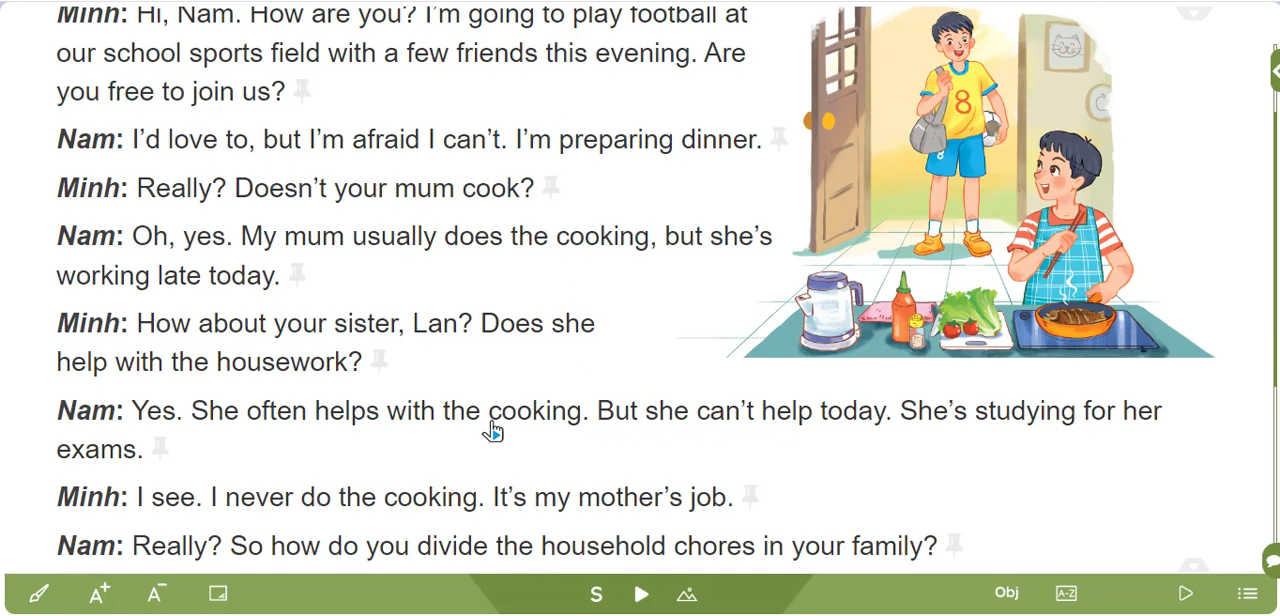 Minh: Hi, Nam. How are you? I'm going to play football at
our school sports field with a few friends this evening. Are
you free to join us?
Nam: I'd love to, but I'm afraid I can't. I'm preparing dinner.
Minh: Really? Doesn't your mum cook?
Nam: Oh, yes. My mum usually does the cooking, but she's
working late today.
Minh: How about your sister, Lan? Does she
help with the housework?
Nam: Yes. She often helps with the cooking. But she can't help today. She's studying for her
exams.
Minh: I see. I never do the cooking. It's my mother's job.
Nam: Really? So how do you divide the household chores in your family?
8
8
A+
A-
S
Obj
A-Z